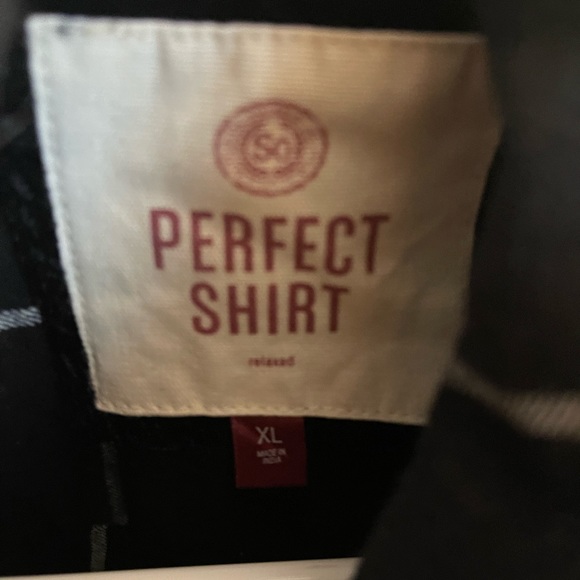 SO
PERFECT
SHIRT
relaxed
XL
MADE IN
INDIA